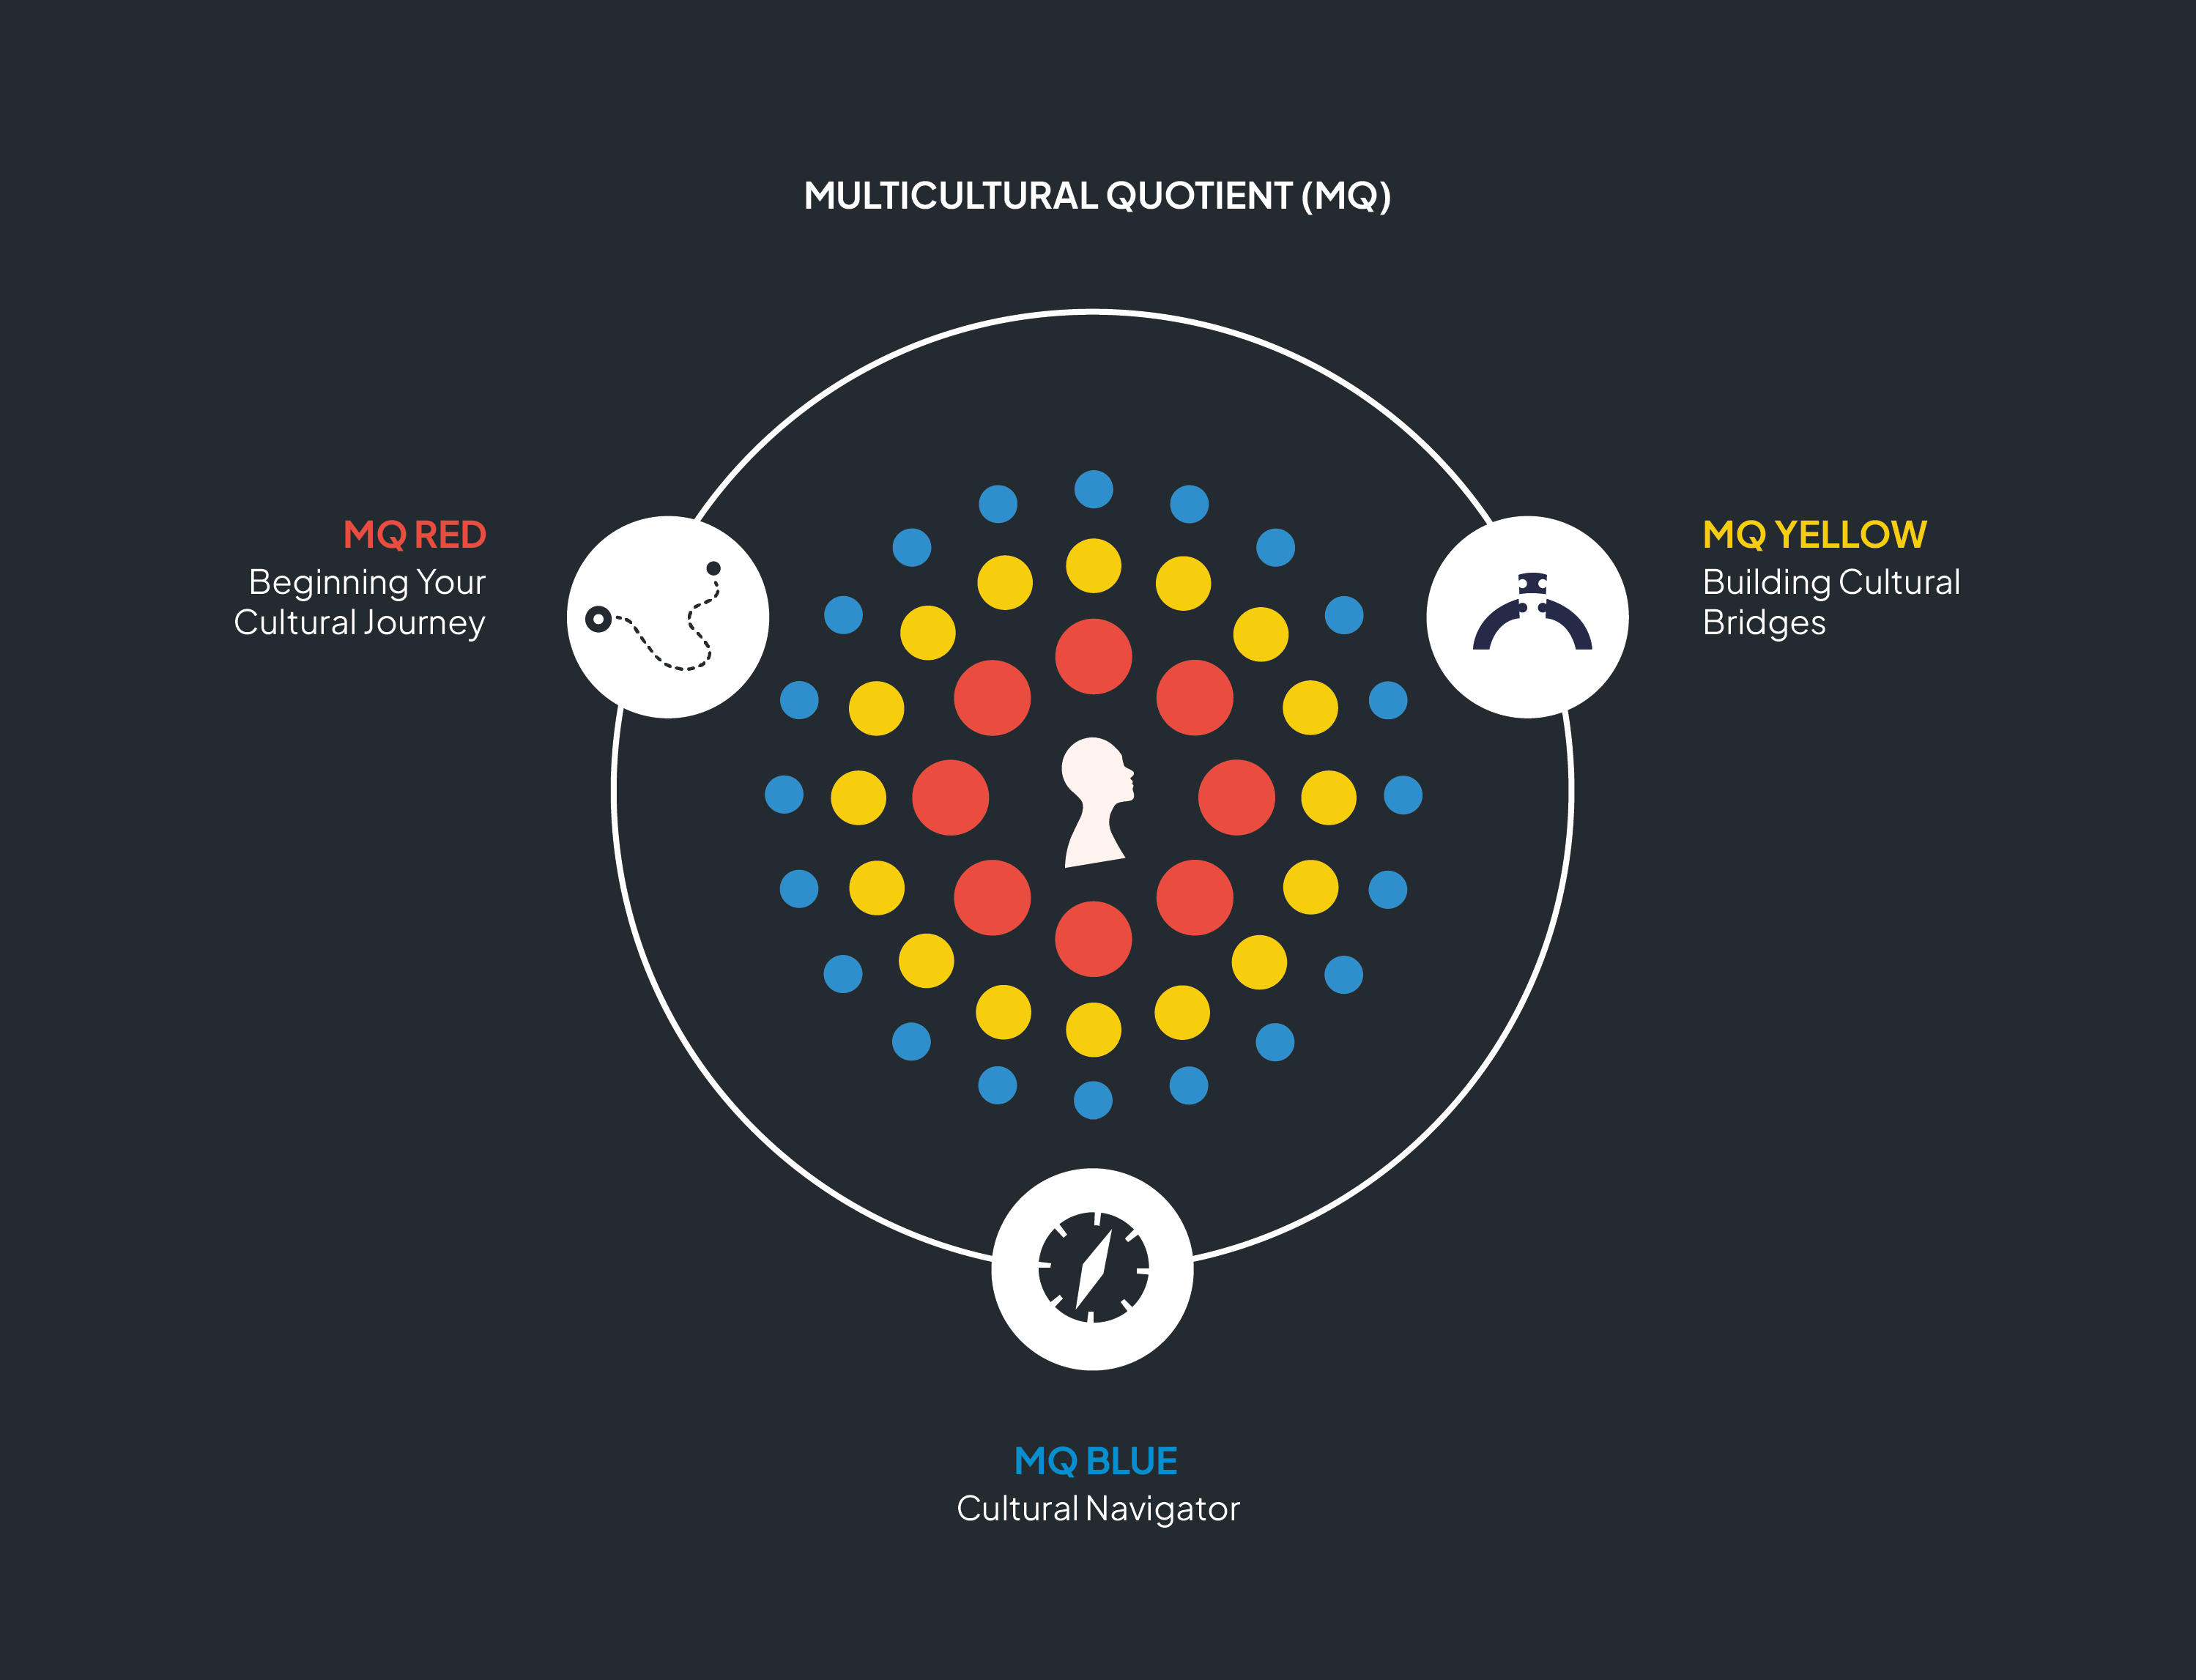 MULTICULTURAL QUOTIENT (MQ)
MQ RED
Beginning Your
Cultural Journey
MQ YELLOW
Building Cultural
Bridges
MQ BLUE
Cultural Navigator